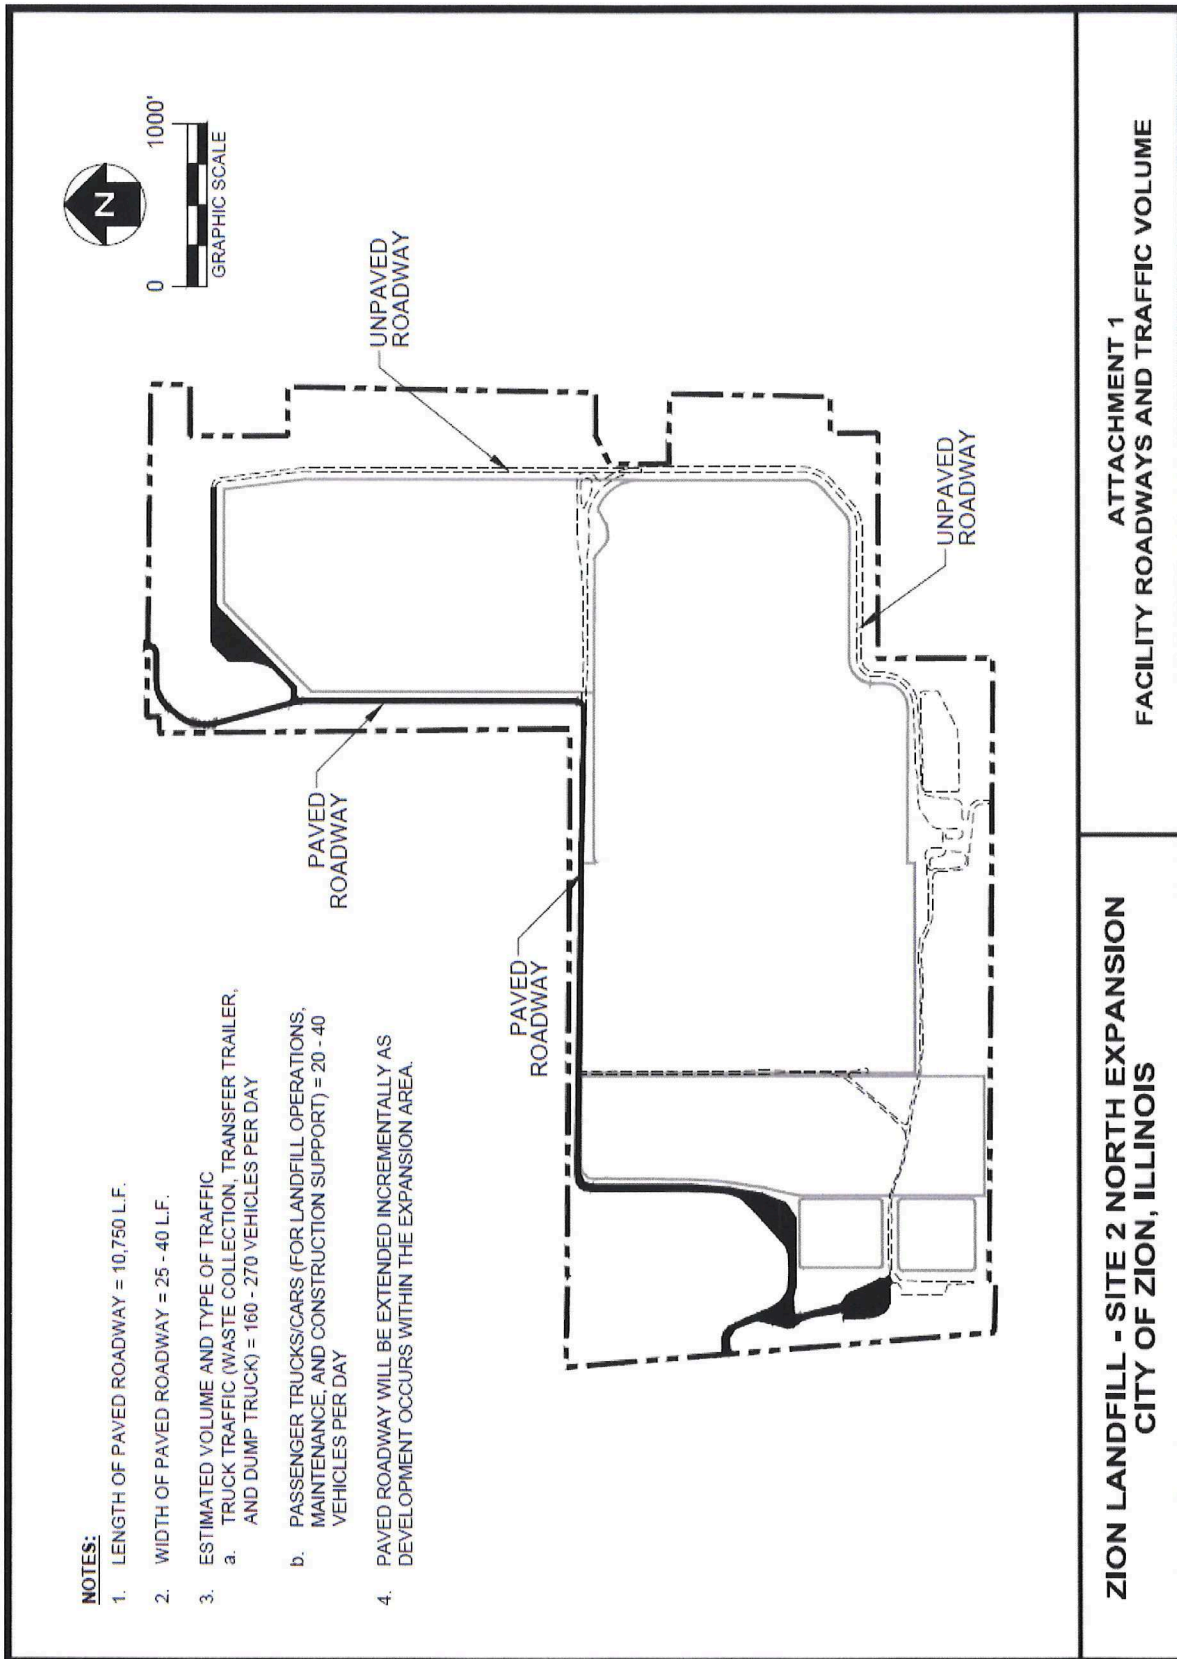 NOTES:
1. LENGTH OF PAVED ROADWAY = 10,750 L.F.
2. WIDTH OF PAVED ROADWAY = 25 - 40 L.F.
3. ESTIMATED VOLUME AND TYPE OF TRAFFIC
a. TRUCK TRAFFIC (WASTE COLLECTION, TRANSFER TRAILER,
AND DUMP TRUCK) = 160 - 270 VEHICLES PER DAY
b. PASSENGER TRUCKS/CARS (FOR LANDFILL OPERATIONS,
MAINTENANCE, AND CONSTRUCTION SUPPORT) = 20 - 40
VEHICLES PER DAY
4. PAVED ROADWAY WILL BE EXTENDED INCREMENTALLY AS
DEVELOPMENT OCCURS WITHIN THE EXPANSION AREA.
N
0 1000'
GRAPHIC SCALE
PAVED
ROADWAY
UNPAVED
ROADWAY
PAVED
ROADWAY
UNPAVED
ROADWAY
ZION LANDFILL - SITE 2 NORTH EXPANSION
CITY OF ZION, ILLINOIS
ATTACHMENT 1
FACILITY ROADWAYS AND TRAFFIC VOLUME